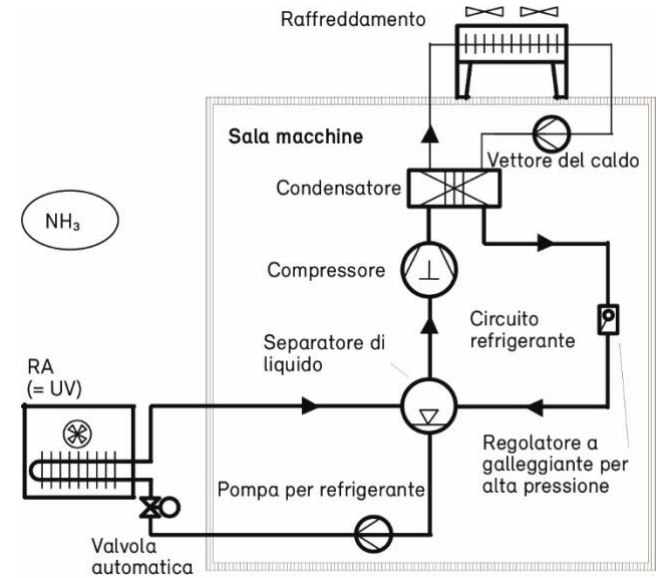 Raffreddamento
Sala macchine
Vettore del caldo
Condensatore
NH₃
Compressore
Circuito
refrigerante
Separatore di
liquido
RA
(= UV)
Regolatore a
galleggiante per
alta pressione
Pompa per refrigerante
Valvola
automatica